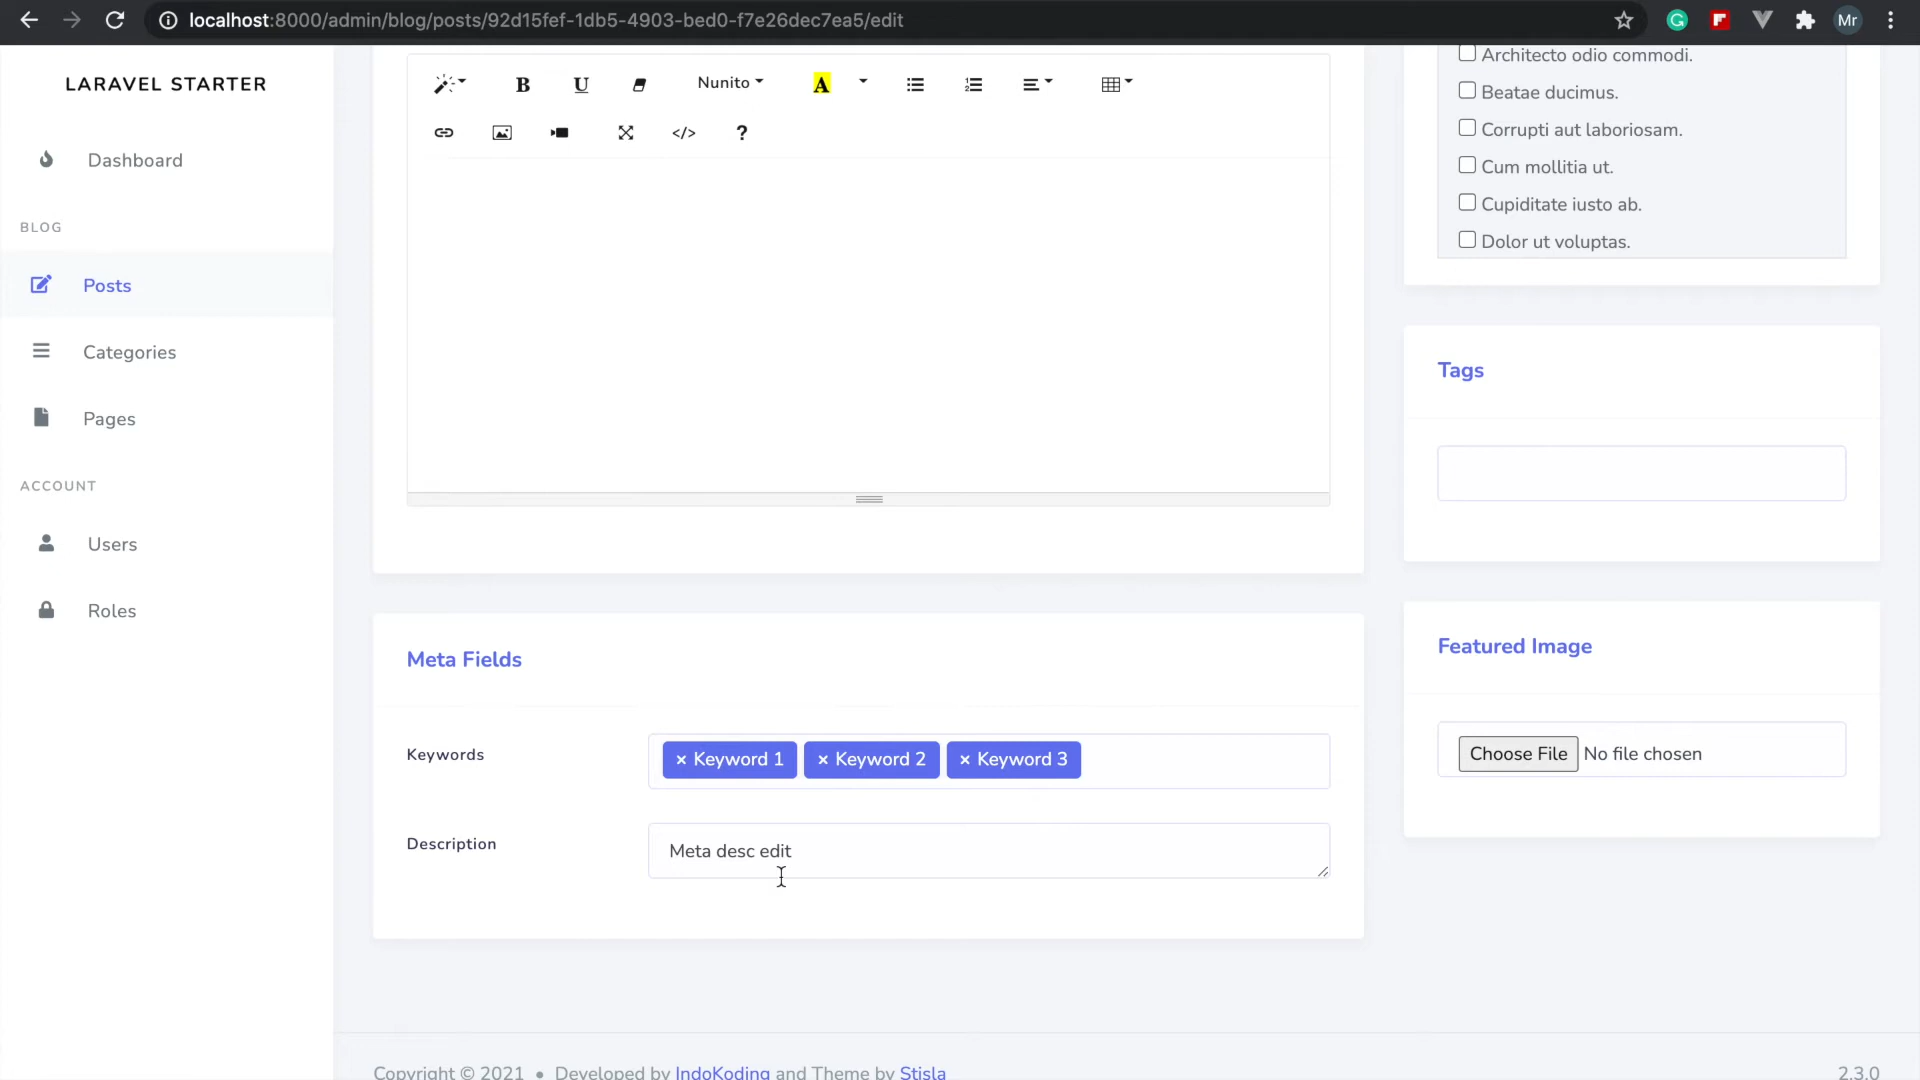 localhost:8000/admin/blog/posts/92d15fef-1db5-4903-bed0-f7e26dec7ea5/edit
Mr
LARAVEL STARTER
Dashboard
BLOG
Posts
Categories
Pages
ACCOUNT
Users
Roles
B U Nunito A
</> ?
Meta Fields
Keywords
× Keyword 1 × Keyword 2 × Keyword 3
Description
Meta desc edit
Architecto odio commodi.
Beatae ducimus.
Corrupti aut laboriosam.
Cum mollitia ut.
Cupiditate iusto ab.
Dolor ut voluptas.
Tags
Featured Image
Choose File No file chosen
Copyright © 2021 • Developed by IndoKoding and Theme by Stisla
2.3.0